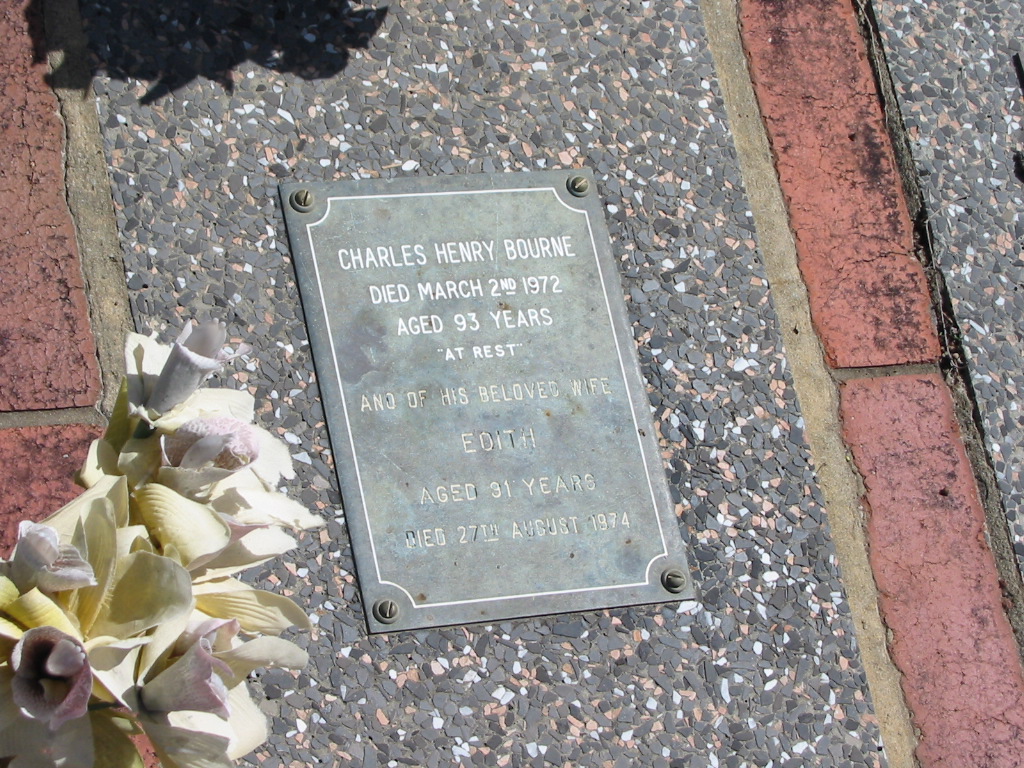 CHARLES HENRY BOURNE
DIED MARCH 2ND 1972
AGED 93 YEARS
"AT REST"
AND OF HIS BELOVED WIFE
EDITH
AGED 91 YEARS
DIED 27TH AUGUST 1974